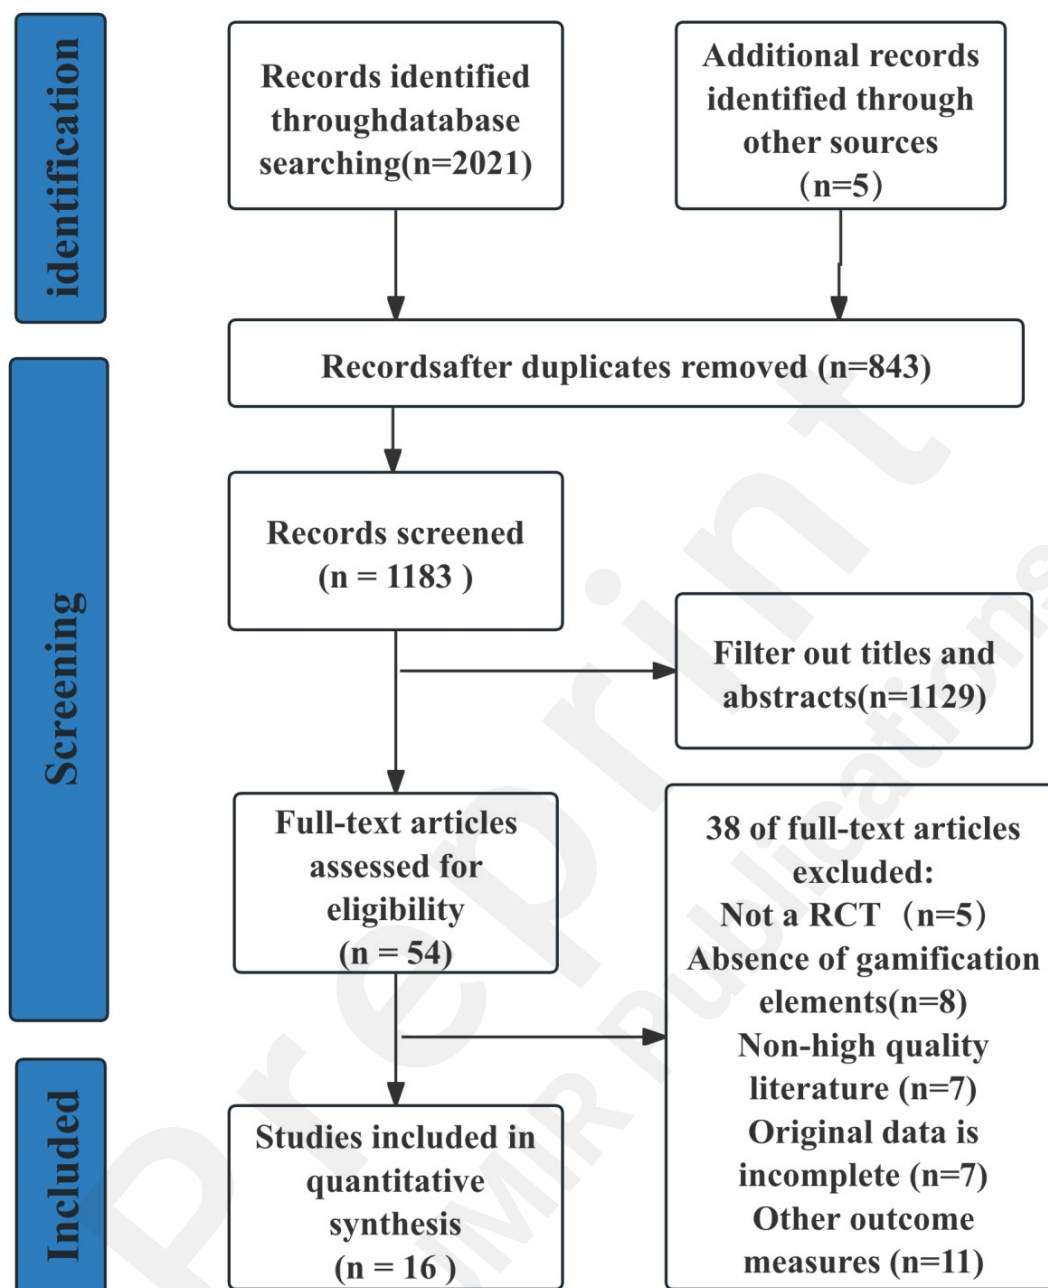 identification
Records identified
throughdatabase
searching(n=2021)
Additional records
identified through
other sources
（n=5）
Recordsafter duplicates removed (n=843)
Screening
Records screened
(n = 1183 )
Filter out titles and
abstracts(n=1129)
Full-text articles
assessed for
eligibility
(n = 54)
38 of full-text articles
excluded:
Not a RCT（n=5）
Absence of gamification
elements(n=8)
Non-high quality
literature (n=7)
Original data is
incomplete (n=7)
Other outcome
measures (n=11)
Included
Studies included in
quantitative
synthesis
(n = 16 )
Preprint
JMIR Publications